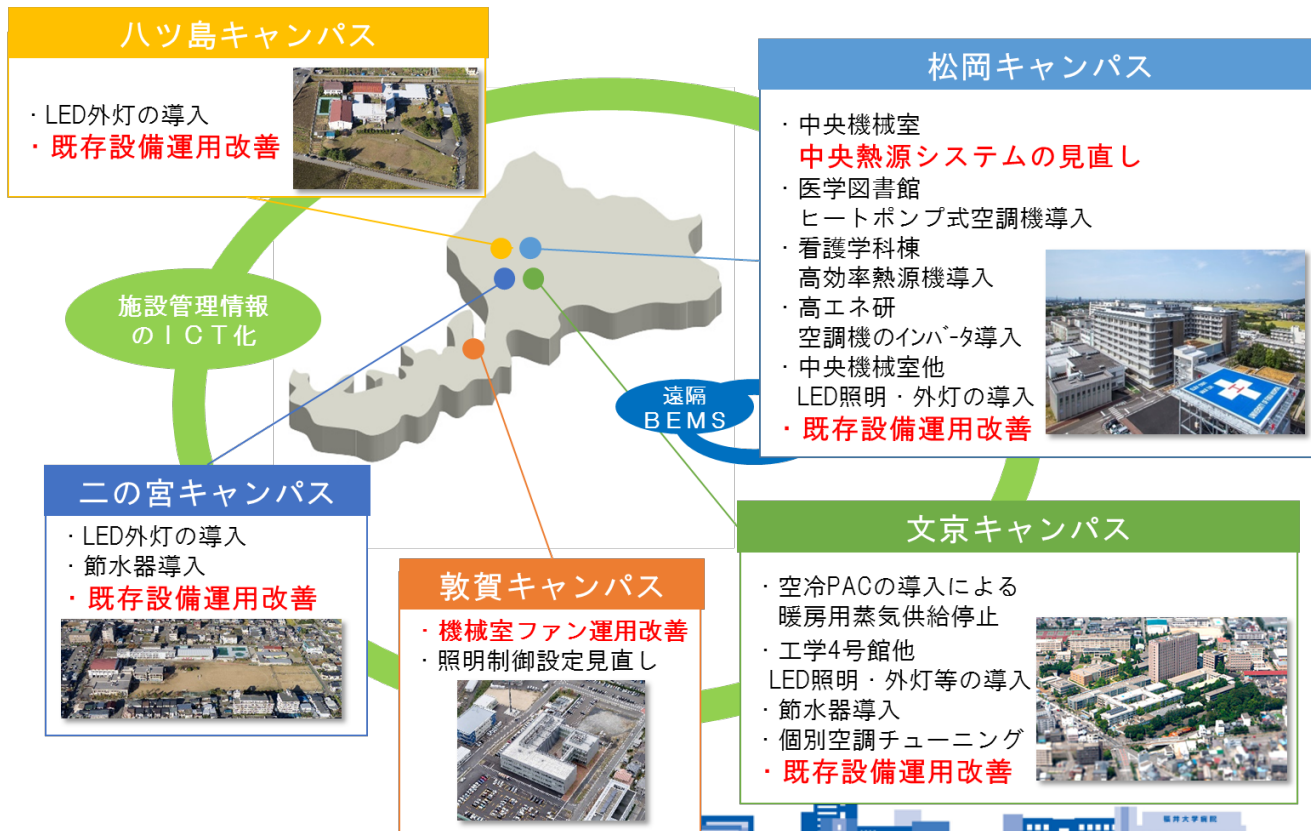 八ツ島キャンパス
・LED外灯の導入
・既存設備運用改善
松岡キャンパス
・中央機械室
中央熱源システムの見直し
・医学図書館
ヒートポンプ式空調機導入
・看護学科棟
高効率熱源機導入
・高エネ研
空調機のインバータ導入
・中央機械室他
LED照明・外灯の導入
・既存設備運用改善
施設管理情報
のICT化
遠隔
BEMS
二の宮キャンパス
・LED外灯の導入
・節水器導入
・既存設備運用改善
敦賀キャンパス
・機械室ファン運用改善
・照明制御設定見直し
文京キャンパス
・空冷PACの導入による
暖房用蒸気供給停止
・工学4号館他
LED照明・外灯等の導入
・節水器導入
・個別空調チューニング
・既存設備運用改善
福井大学病院